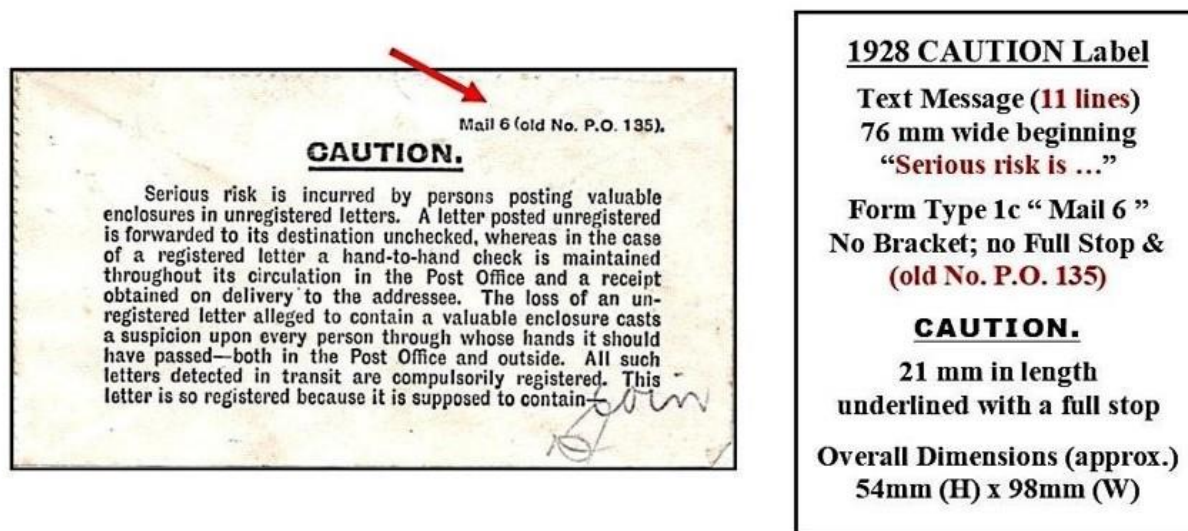 Mail 6 (old No. P.O. 135).
CAUTION.
Serious risk is incurred by persons posting valuable
enclosures in unregistered letters. A letter posted unregistered
is forwarded to its destination unchecked, whereas in the case
of a registered letter a hand-to-hand check is maintained
throughout its circulation in the Post Office and a receipt
obtained on delivery to the addressee. The loss of an un-
registered letter alleged to contain a valuable enclosure casts
a suspicion upon every person through whose hands it should
have passed—both in the Post Office and outside. All such
letters detected in transit are compulsorily registered. This
letter is so registered because it is supposed to contain—
Coin
1928 CAUTION Label
Text Message (11 lines)
76 mm wide beginning
“Serious risk is ...”
Form Type 1c “ Mail 6 ”
No Bracket; no Full Stop &
(old No. P.O. 135)
CAUTION.
21 mm in length
underlined with a full stop
Overall Dimensions (approx.)
54mm (H) x 98mm (W)